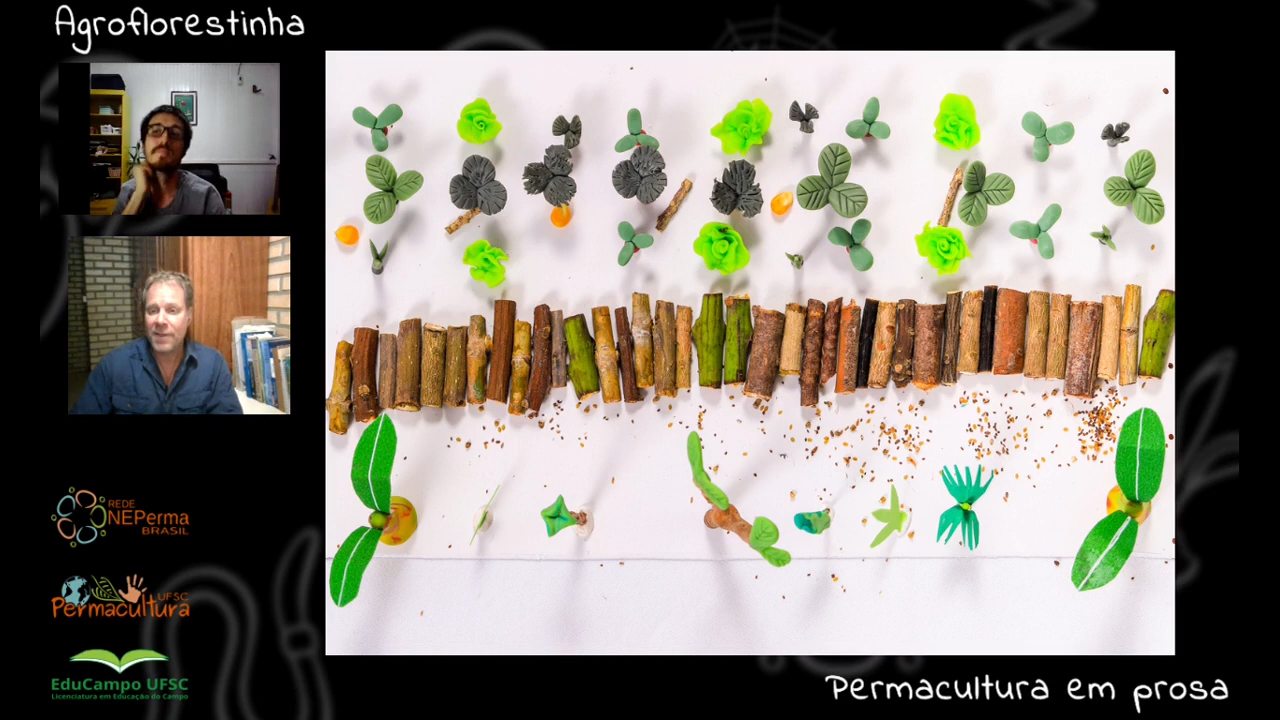 Agroflorestinha
REDE
NEPerma
BRASIL
UFSC
Permacultura
EduCampo UFSC
Licenciatura em Educação do Campo
Permacultura em prosa